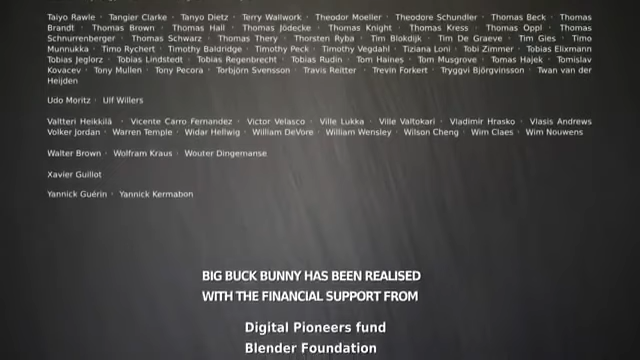 Taiyo Rawle · Tangier Clarke · Tanyo Dietz · Terry Wallwork · Theodor Moeller · Theodore Schundler · Thomas Beck · Thomas
Brandt · Thomas Brown · Thomas Hall · Thomas Jödecke · Thomas Knight · Thomas Kress · Thomas Oppl · Thomas
Schnurrenberger · Thomas Schwarz · Thomas Thery · Thorsten Ryba · Tim Blokdijk · Tim De Graeve · Tim Gies · Timo
Munnukka · Timo Rychert · Timothy Baldridge · Timothy Peck · Timothy Vegdahl · Tiziana Loni · Tobi Zimmer · Tobias Elixmann
Tobias Jeglorz · Tobias Lindstedt · Tobias Regenbrecht · Tobias Rudin · Tom Haines · Tom Musgrove · Tomas Hajek · Tomislav
Kovacev · Tony Mullen · Tony Pecora · Torbjörn Svensson · Travis Reitter · Trevin Forkert · Tryggvi Björgvinsson · Twan van der
Heijden
Udo Moritz · Ulf Willers
Valtteri Heikkilä · Vicente Carro Fernandez · Victor Velasco · Ville Lukka · Ville Valtokari · Vladimir Hrasko · Vlasis Andrews
Volker Jordan · Warren Temple · Widar Hellwig · William DeVore · William Wensley · Wilson Cheng · Wim Claes · Wim Nouwens
Walter Brown · Wolfram Kraus · Wouter Dingemanse
Xavier Guillot
Yannick Guérin · Yannick Kermabon
BIG BUCK BUNNY HAS BEEN REALISED
WITH THE FINANCIAL SUPPORT FROM
Digital Pioneers fund
Blender Foundation